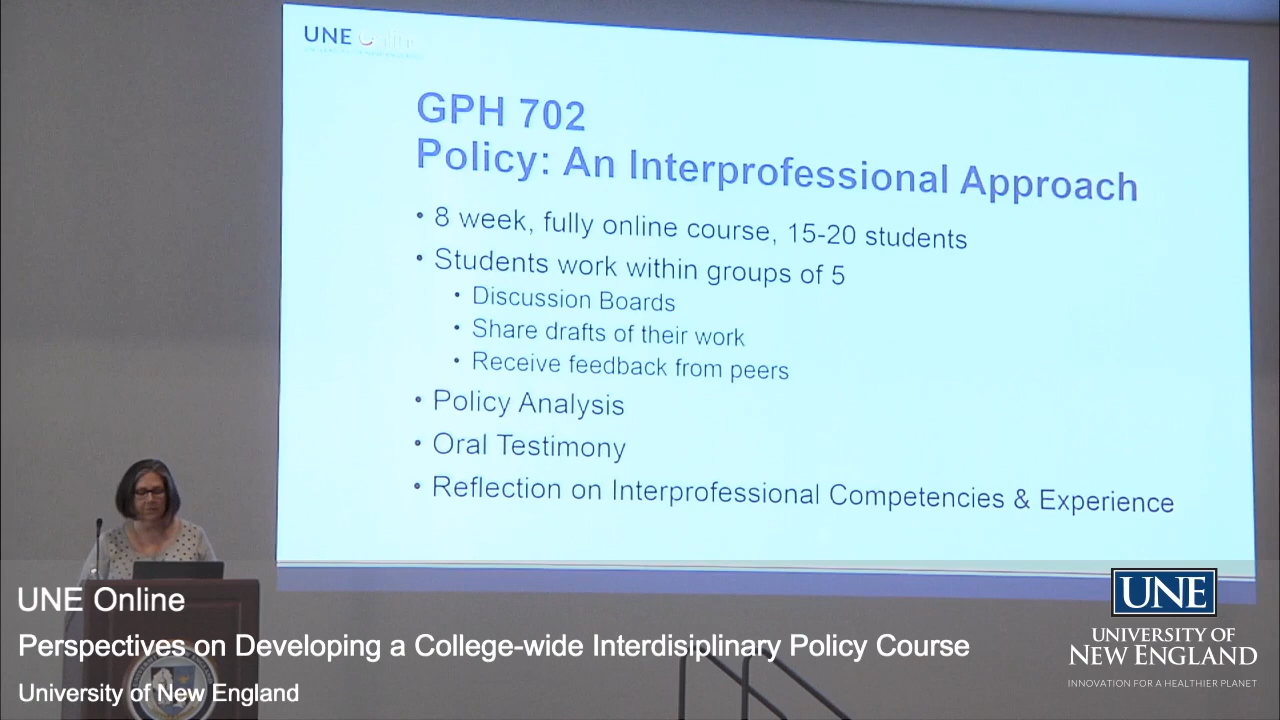 UNE Online
GPH 702
Policy: An Interprofessional Approach
• 8 week, fully online course, 15-20 students
• Students work within groups of 5
• Discussion Boards
• Share drafts of their work
• Receive feedback from peers
• Policy Analysis
• Oral Testimony
• Reflection on Interprofessional Competencies & Experience
UNE Online
Perspectives on Developing a College-wide Interdisiplinary Policy Course
University of New England
UNE
UNIVERSITY OF
NEW ENGLAND
INNOVATION FOR A HEALTHIER PLANET